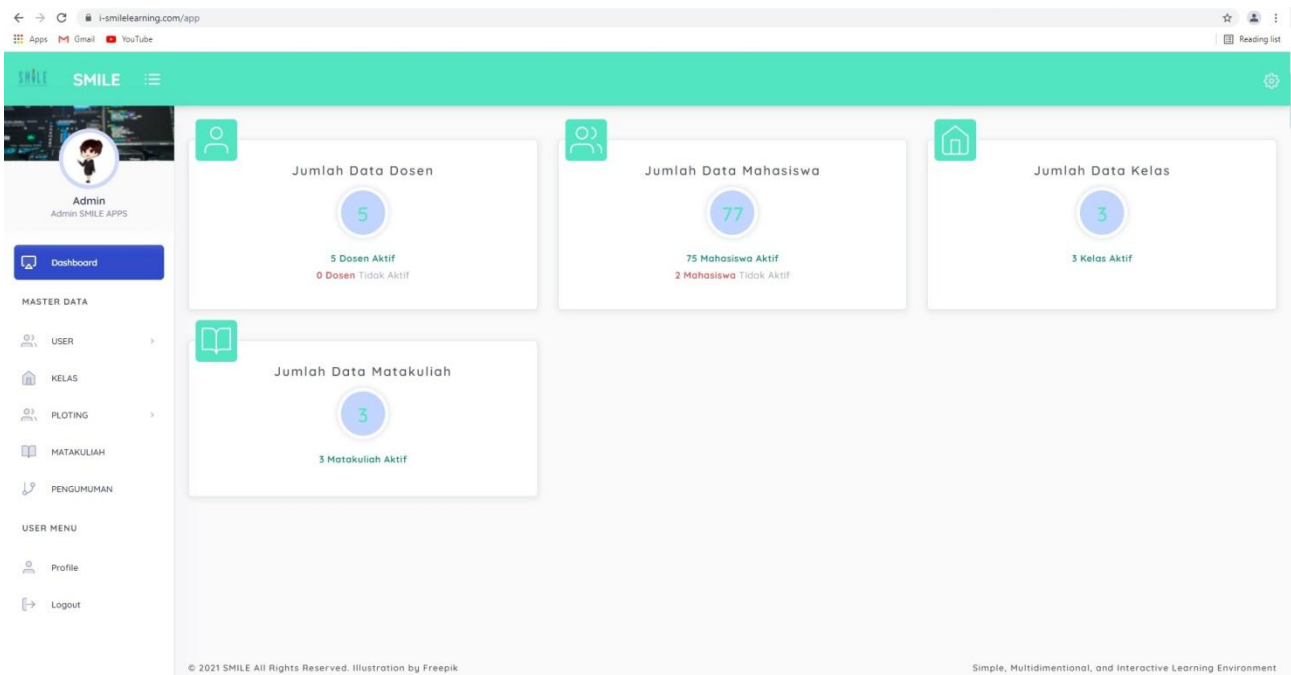 i-smilelearning.com/app
Apps Gmail YouTube
Reading list
SMILE SMILE
Admin
Admin SMILE APPS
Dashboard
MASTER DATA
USER
KELAS
PLOTING
MATAKULIAH
PENGUMUMAN
USER MENU
Profile
Logout
Jumlah Data Dosen
5
5 Dosen Aktif
0 Dosen Tidak Aktif
Jumlah Data Mahasiswa
77
75 Mahasiswa Aktif
2 Mahasiswa Tidak Aktif
Jumlah Data Kelas
3
3 Kelas Aktif
Jumlah Data Matakuliah
3
3 Matakuliah Aktif
© 2021 SMILE All Rights Reserved. Illustration by Freepik
Simple, Multidimentional, and Interactive Learning Environment